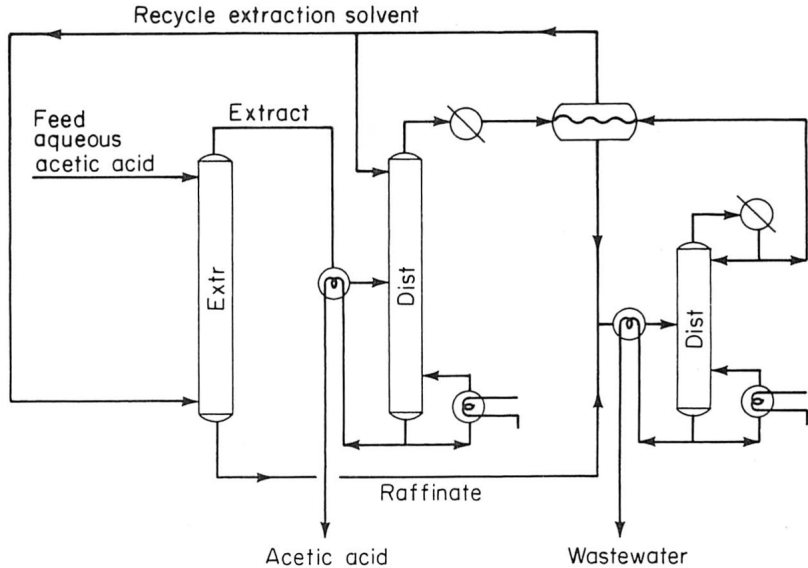 Recycle extraction solvent
Feed
aqueous
acetic acid
Extract
Extr
Dist
Dist
Raffinate
Acetic acid
Wastewater